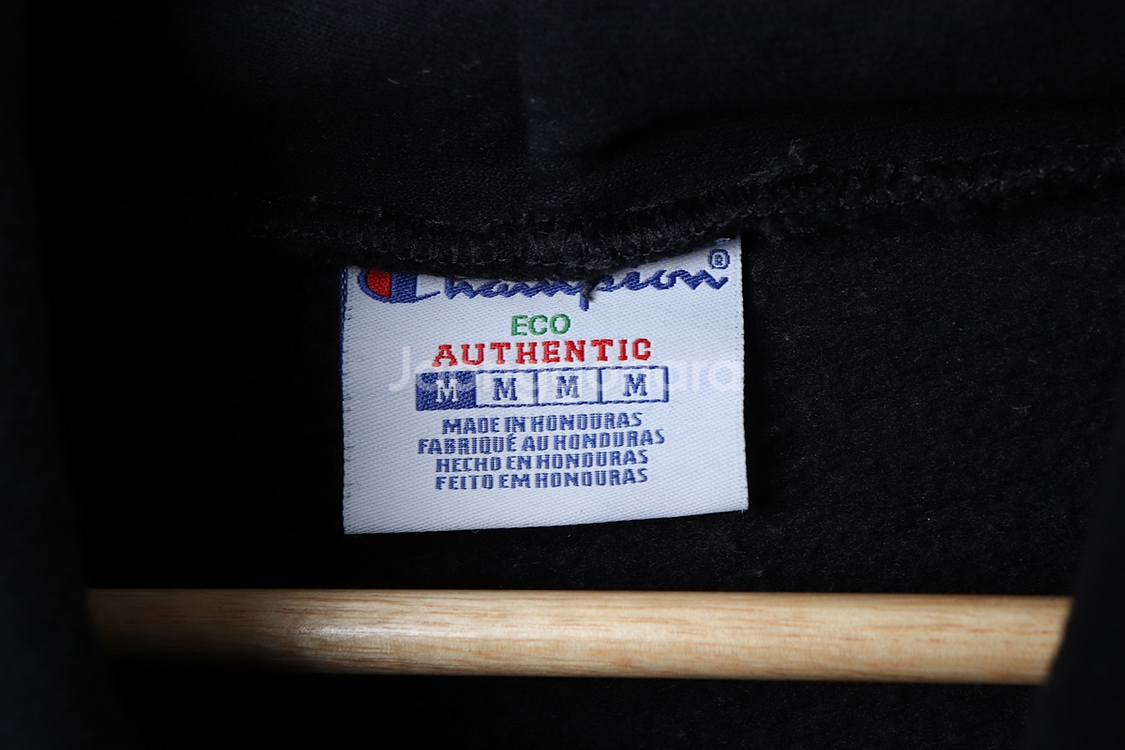 Champion®
ECO
AUTHENTIC
M M M M
MADE IN HONDURAS
FABRIQUÉ AU HONDURAS
HECHO EN HONDURAS
FEITO EM HONDURAS